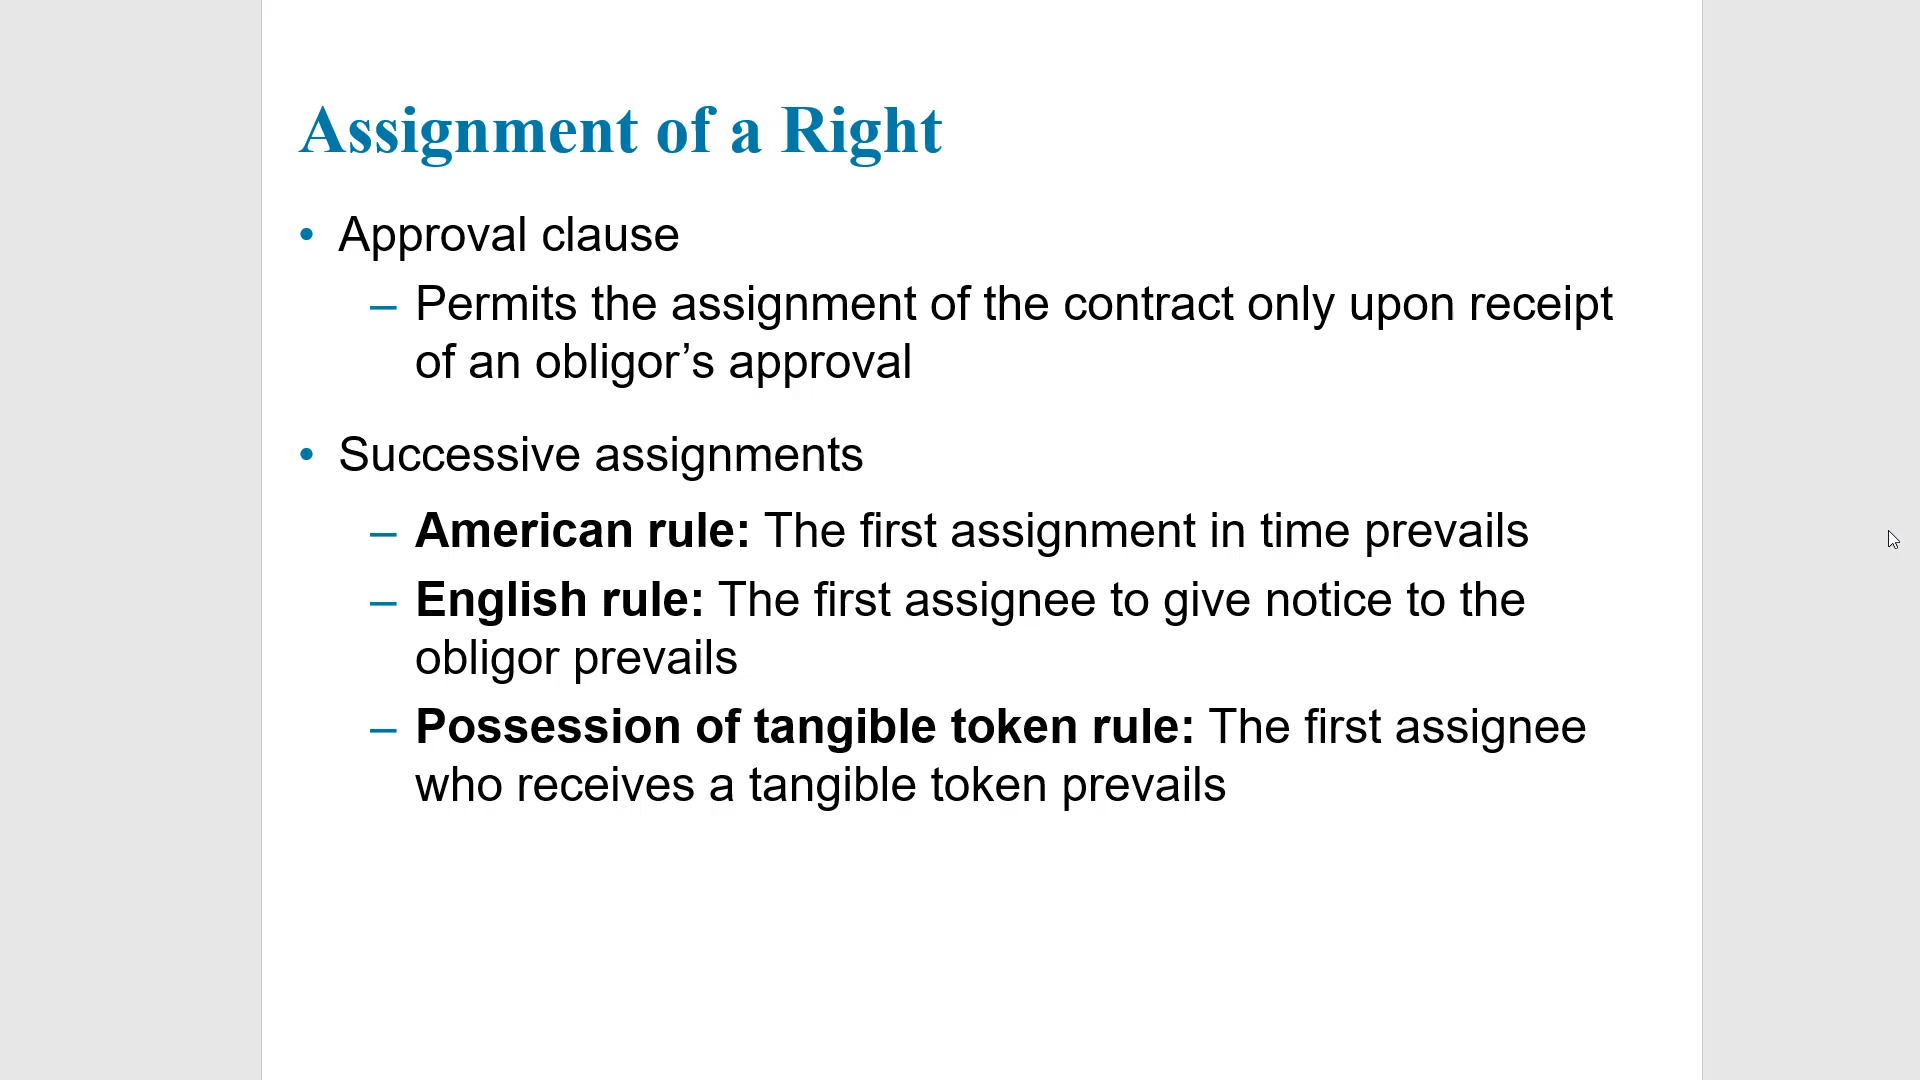 Assignment of a Right
• Approval clause
– Permits the assignment of the contract only upon receipt
of an obligor’s approval
• Successive assignments
– American rule: The first assignment in time prevails
– English rule: The first assignee to give notice to the
obligor prevails
– Possession of tangible token rule: The first assignee
who receives a tangible token prevails